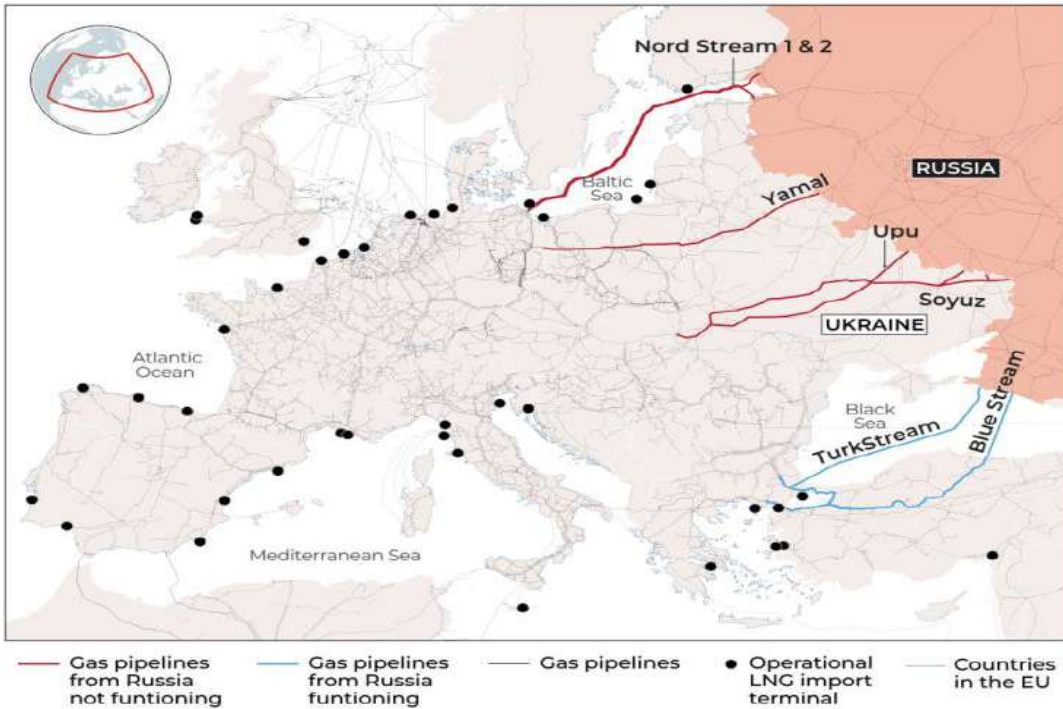 Nord Stream 1 & 2
RUSSIA
Baltic
Sea
Yamal
Upu
Soyuz
UKRAINE
Atlantic
Ocean
Black
Sea
TurkStream
Blue Stream
Mediterranean Sea
Gas pipelines
from Russia
not funtioning
Gas pipelines
from Russia
funtioning
Gas pipelines
Operational
LNG import
terminal
Countries
in the EU